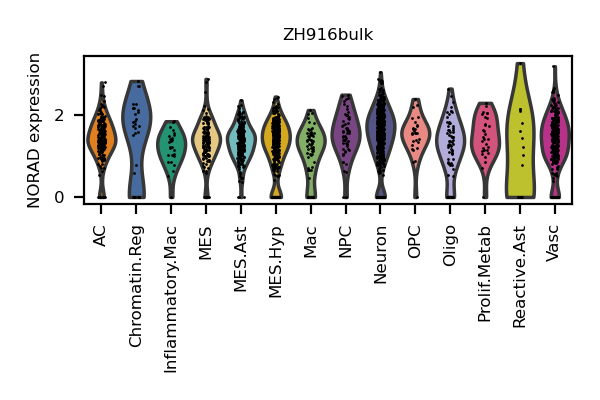 ZH916bulk
NORAD expression
2
0
AC
Chromatin.Reg
Inflammatory.Mac
MES
MES.Ast
MES.Hyp
Mac
NPC
Neuron
OPC
Oligo
Prolif.Metab
Reactive.Ast
Vasc